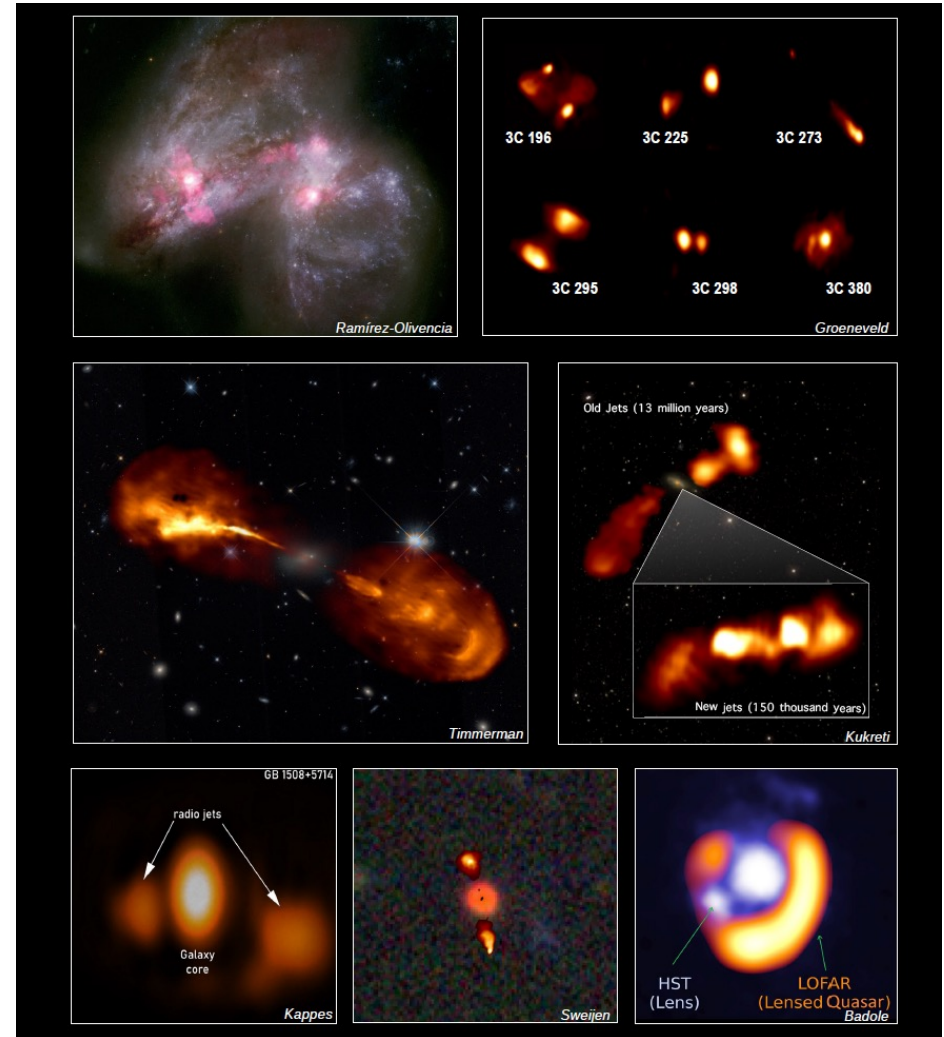 Ramírez-Olivencia
3C 196
3C 225
3C 273
3C 295
3C 298
3C 380
Groeneveld
Timmerman
Old Jets (13 million years)
New jets (150 thousand years)
Kukreti
GB 1508+5714
radio jets
Galaxy
core
Kappes
Sweijen
HST
(Lens)
LOFAR
(Lensed Quasar)
Badole